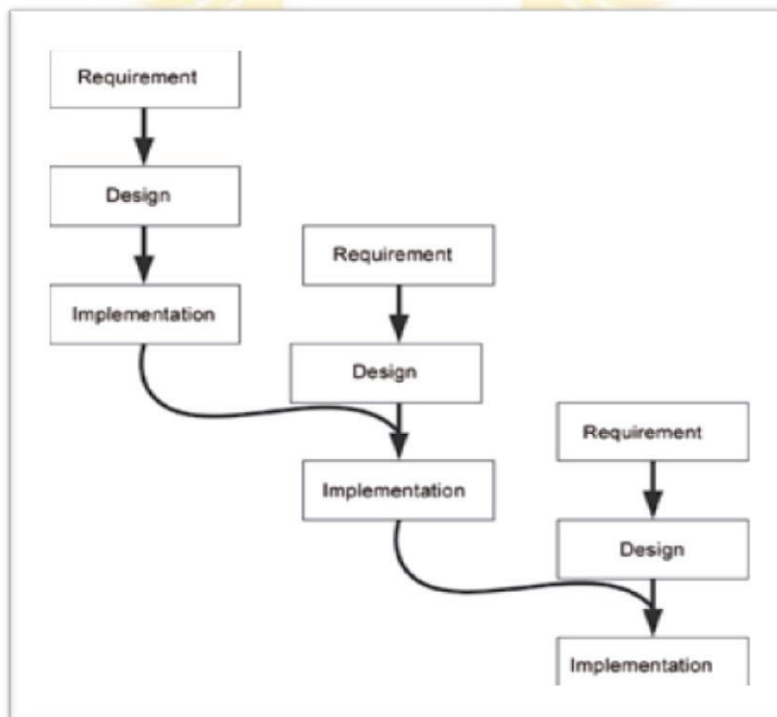 Requirement
Design
Implementation
Requirement
Design
Implementation
Requirement
Design
Implementation